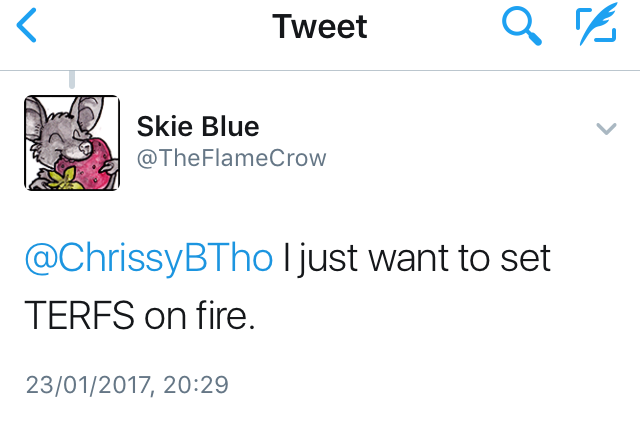 Tweet
Skie Blue
@TheFlameCrow
@ChrissyBTho I just want to set
TERFS on fire.
23/01/2017, 20:29